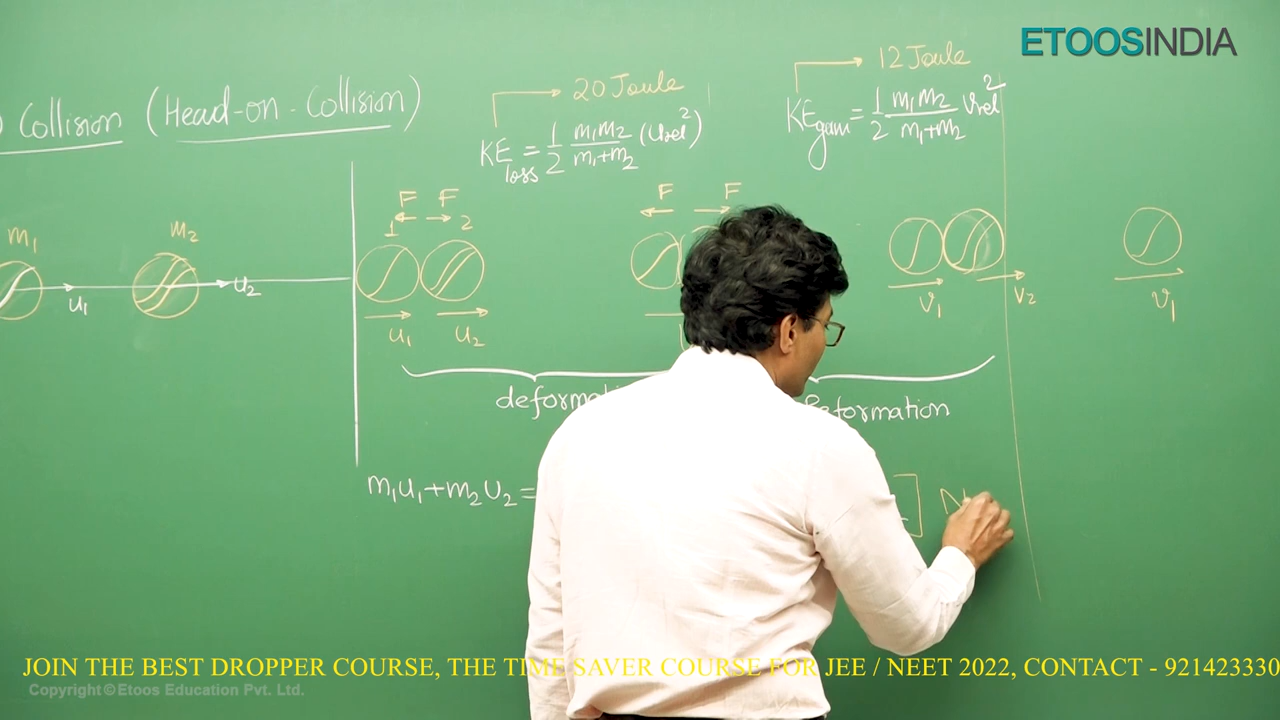 ETOOSINDIA
) Collision (Head-on-Collision)
20 Joule
KE loss = 1/2 m1m2/m1+m2 (Urel²)
12 Joule
KE gain = 1/2 m1m2/m1+m2 Vrel²
m1 m2
u1 u2
F F
1 2
u1 u2
F F
v1 v2
v1
Reformation
m1u1+m2u2 =
JOIN THE BEST DROPPER COURSE, THE TIME SAVER COURSE FOR JEE / NEET 2022, CONTACT - 921423330
Copyright © Etoos Education Pvt. Ltd.